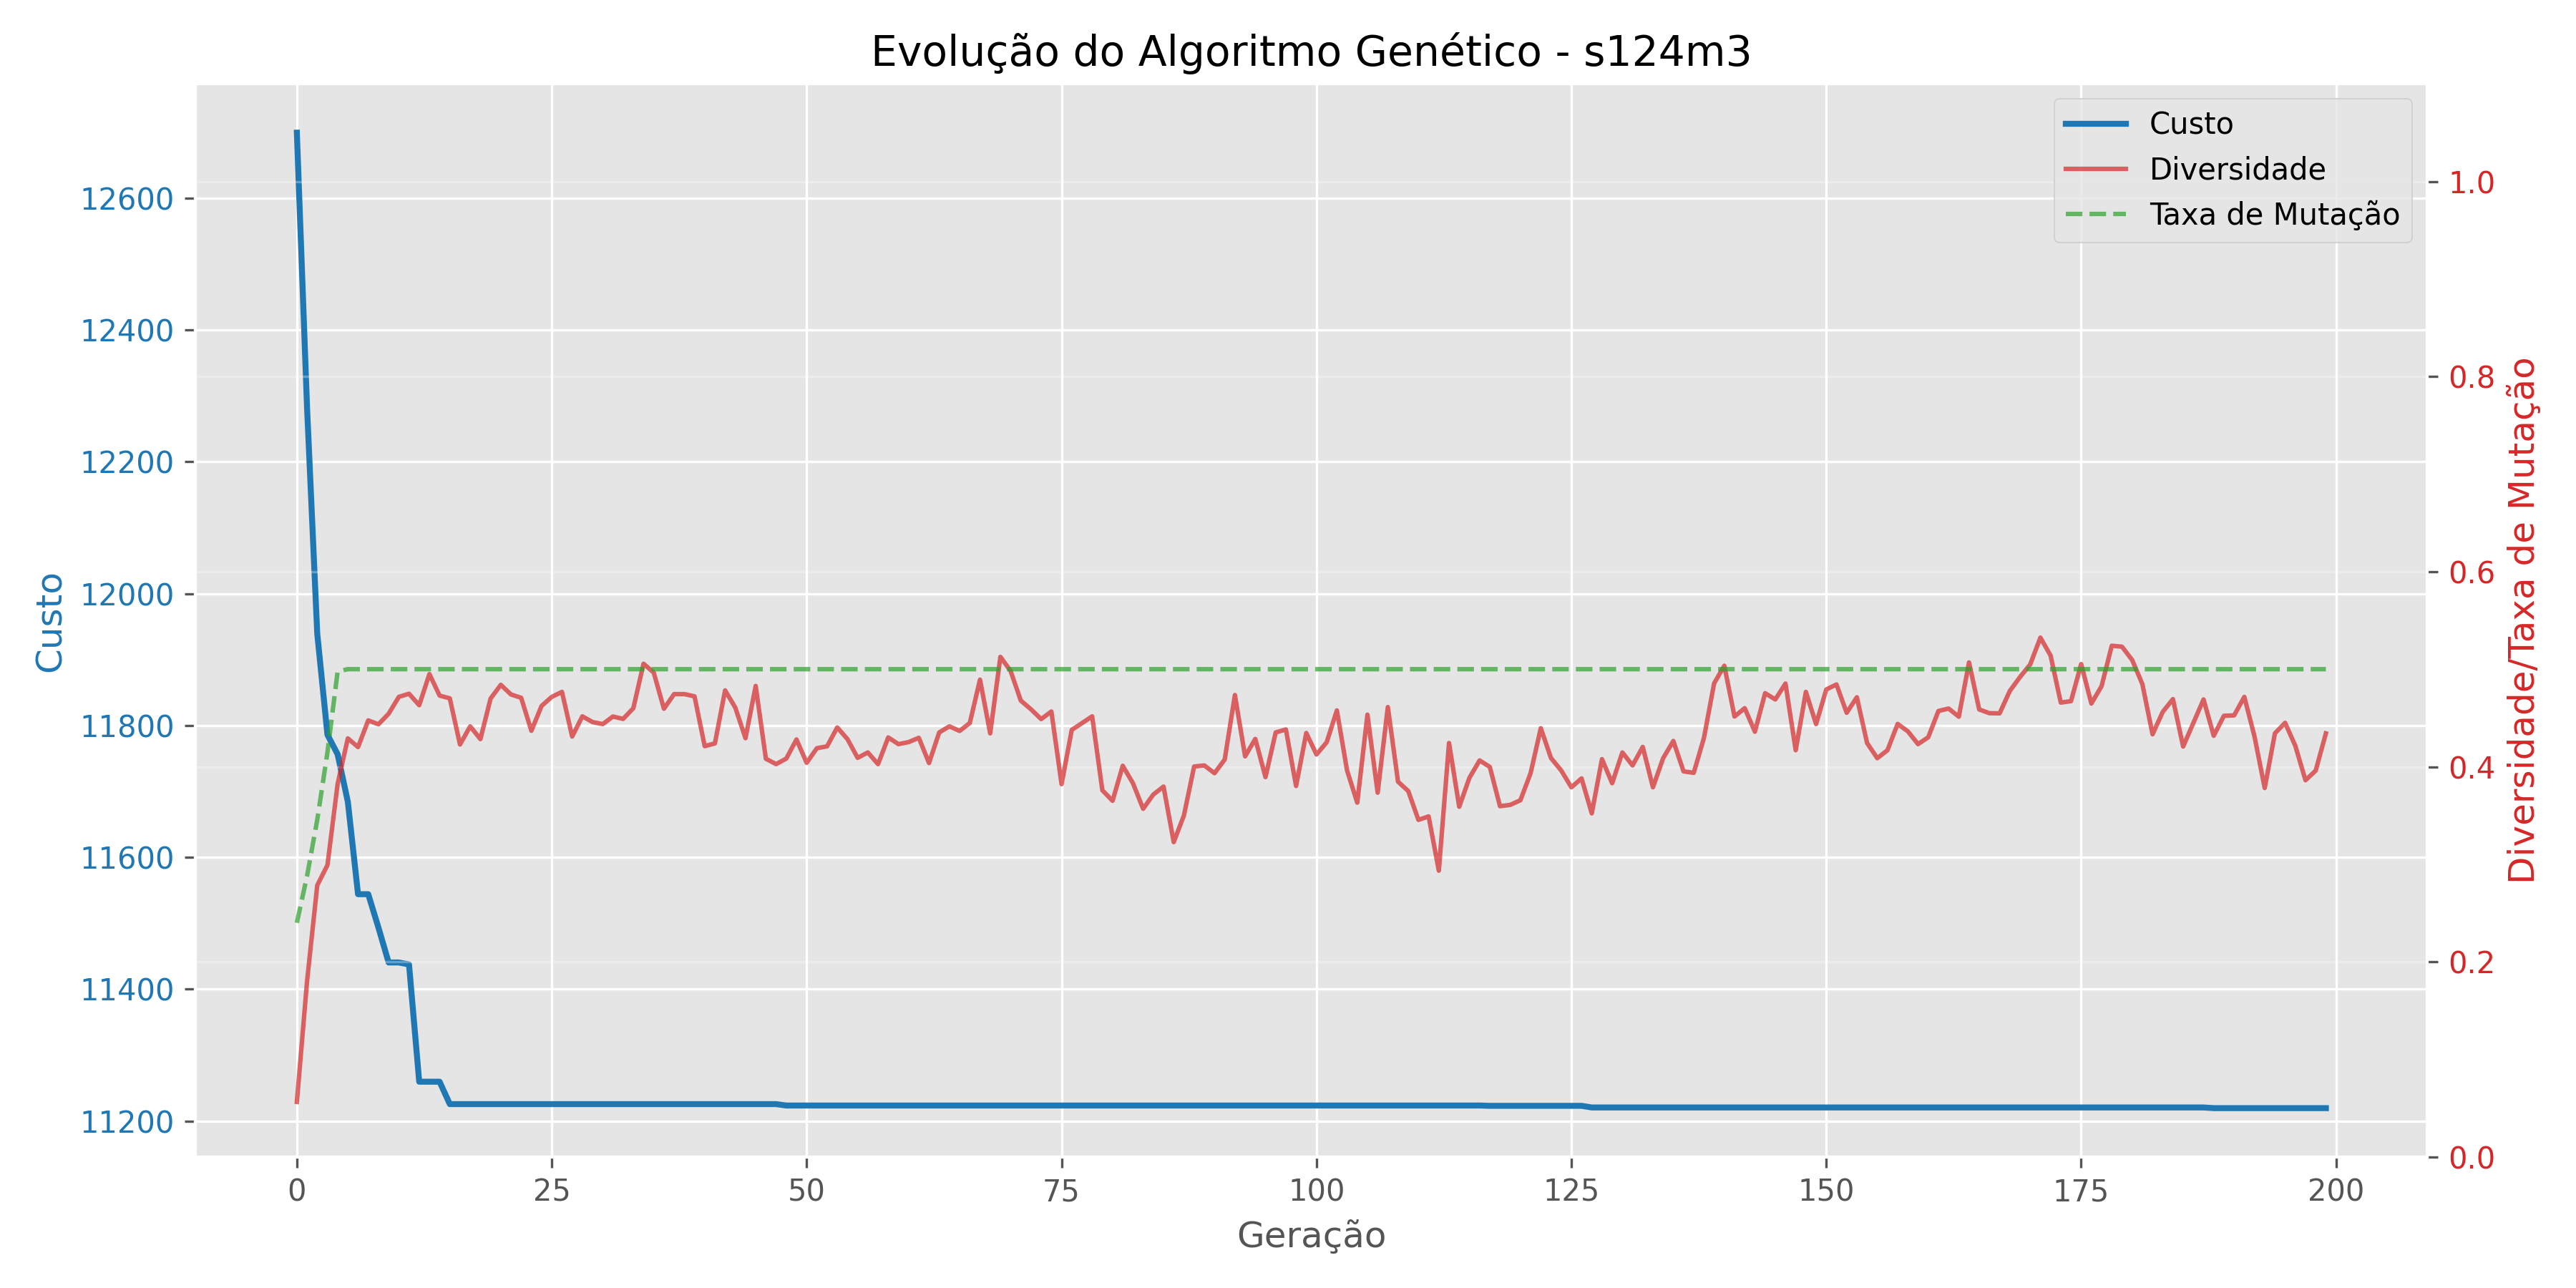 Evolução do Algoritmo Genético - s124m3
Custo
Diversidade
Taxa de Mutação
12600
12400
12200
12000
11800
11600
11400
11200
Custo
1.0
0.8
0.6
0.4
0.2
0.0
Diversidade/Taxa de Mutação
0 25 50 75 100 125 150 175 200
Geração